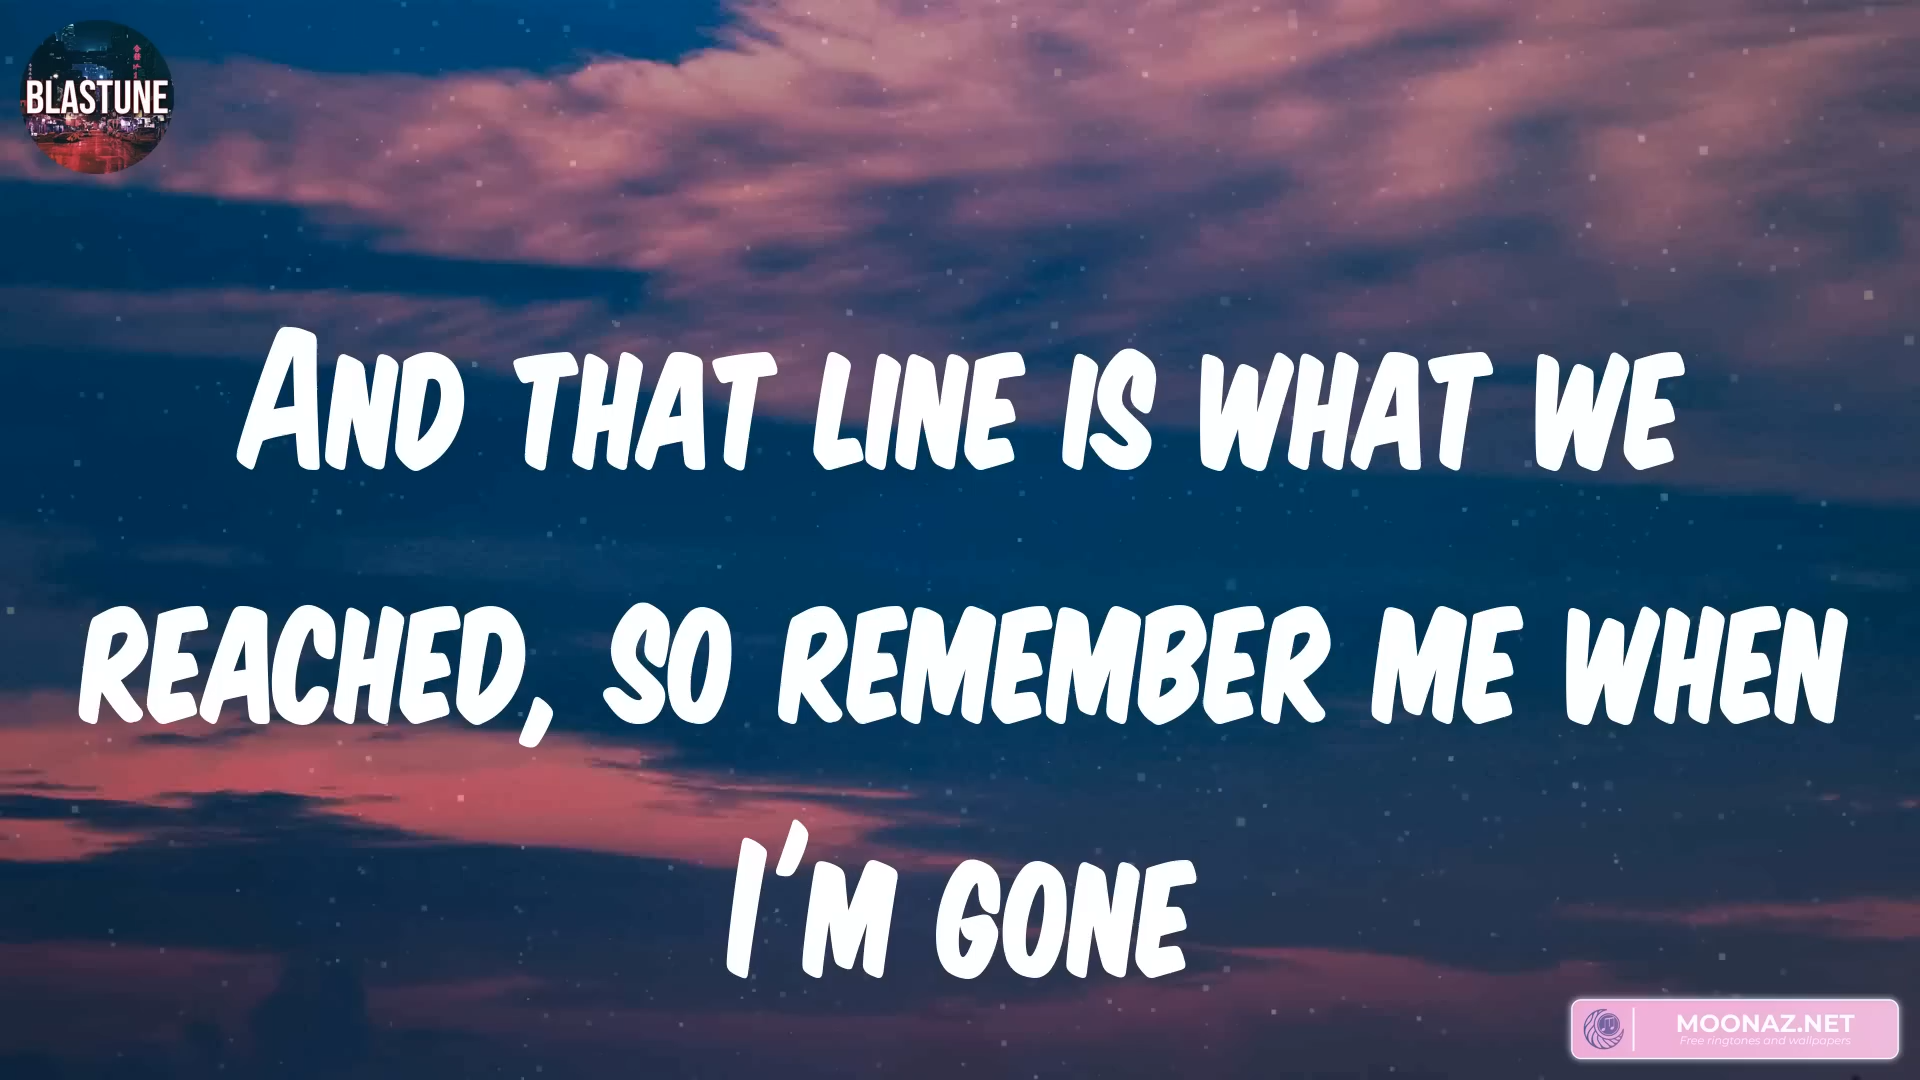 BLASTUNE
AND THAT LINE IS WHAT WE
REACHED, SO REMEMBER ME WHEN
I'M GONE
MOONAZ.NET
Free ringtones and wallpapers